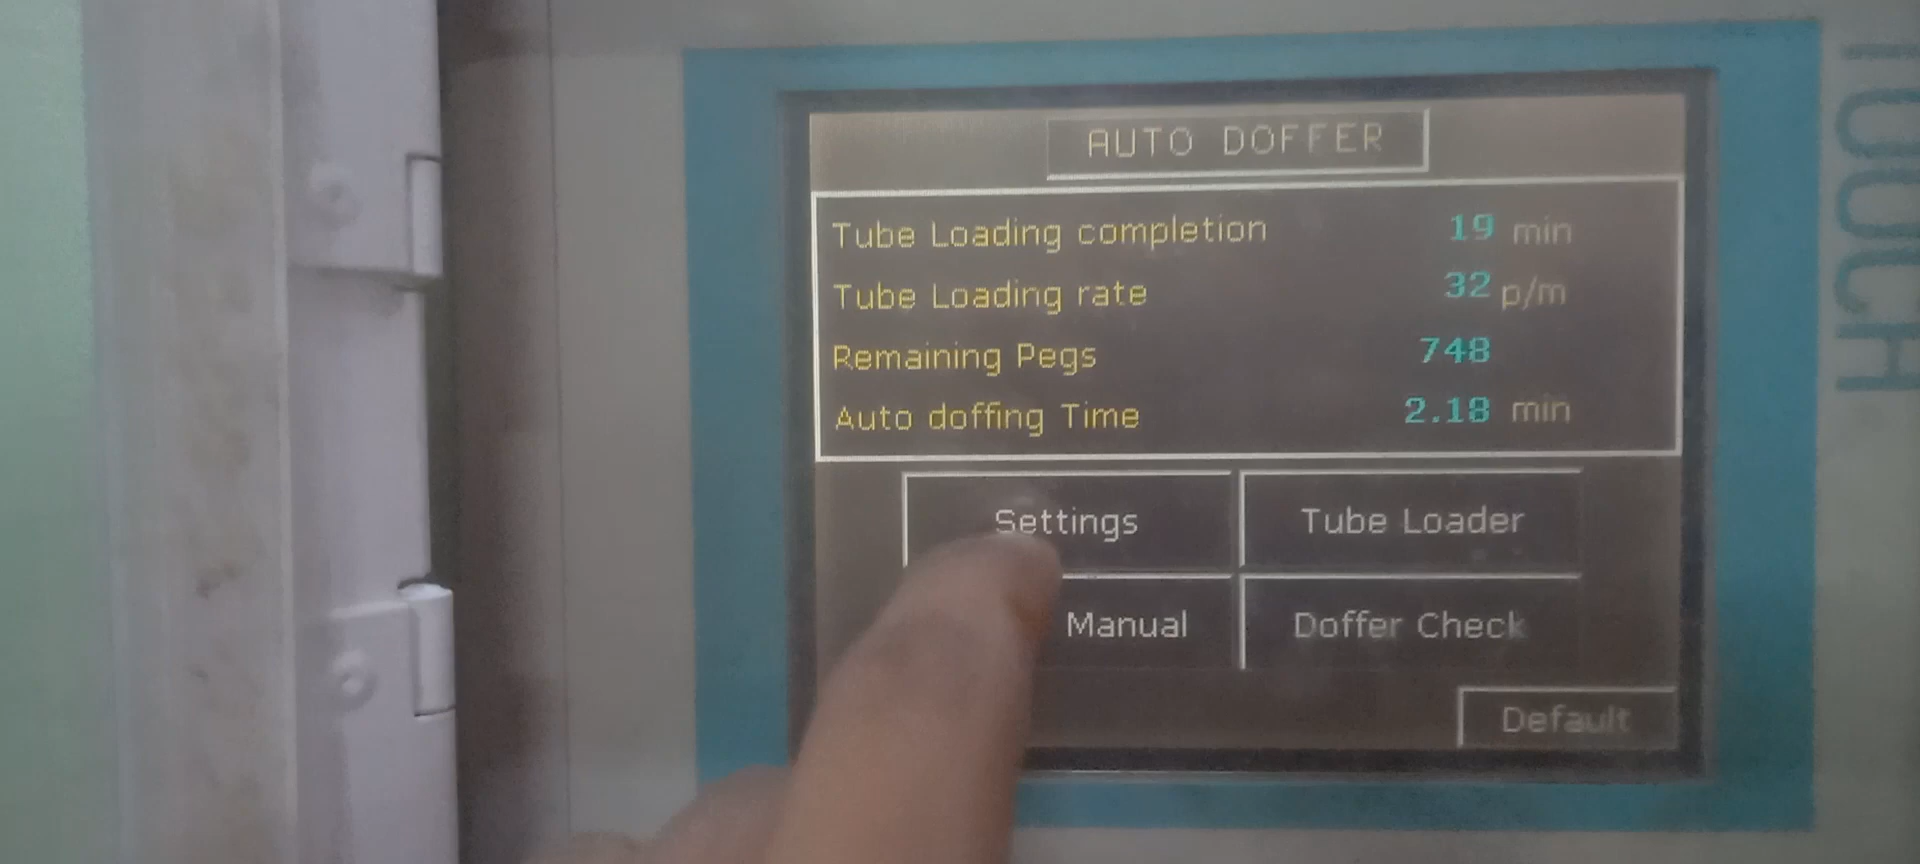 AUTO DOFFER
Tube Loading completion 19 min
Tube Loading rate 32 p/m
Remaining Pegs 748
Auto doffing Time 2.18 min
Settings Tube Loader
Manual Doffer Check
Default
TOUCH